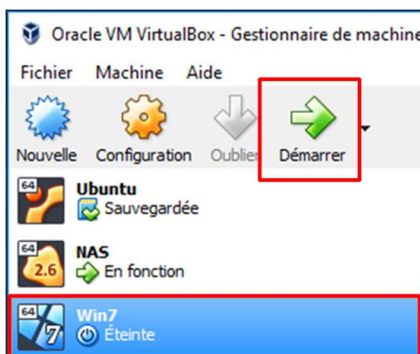 Oracle VM VirtualBox - Gestionnaire de machine
Fichier Machine Aide
Nouvelle Configuration Oublier Démarrer
64
Ubuntu
Sauvegardée
64
2.6
NAS
En fonction
64
7
Win7
Éteinte